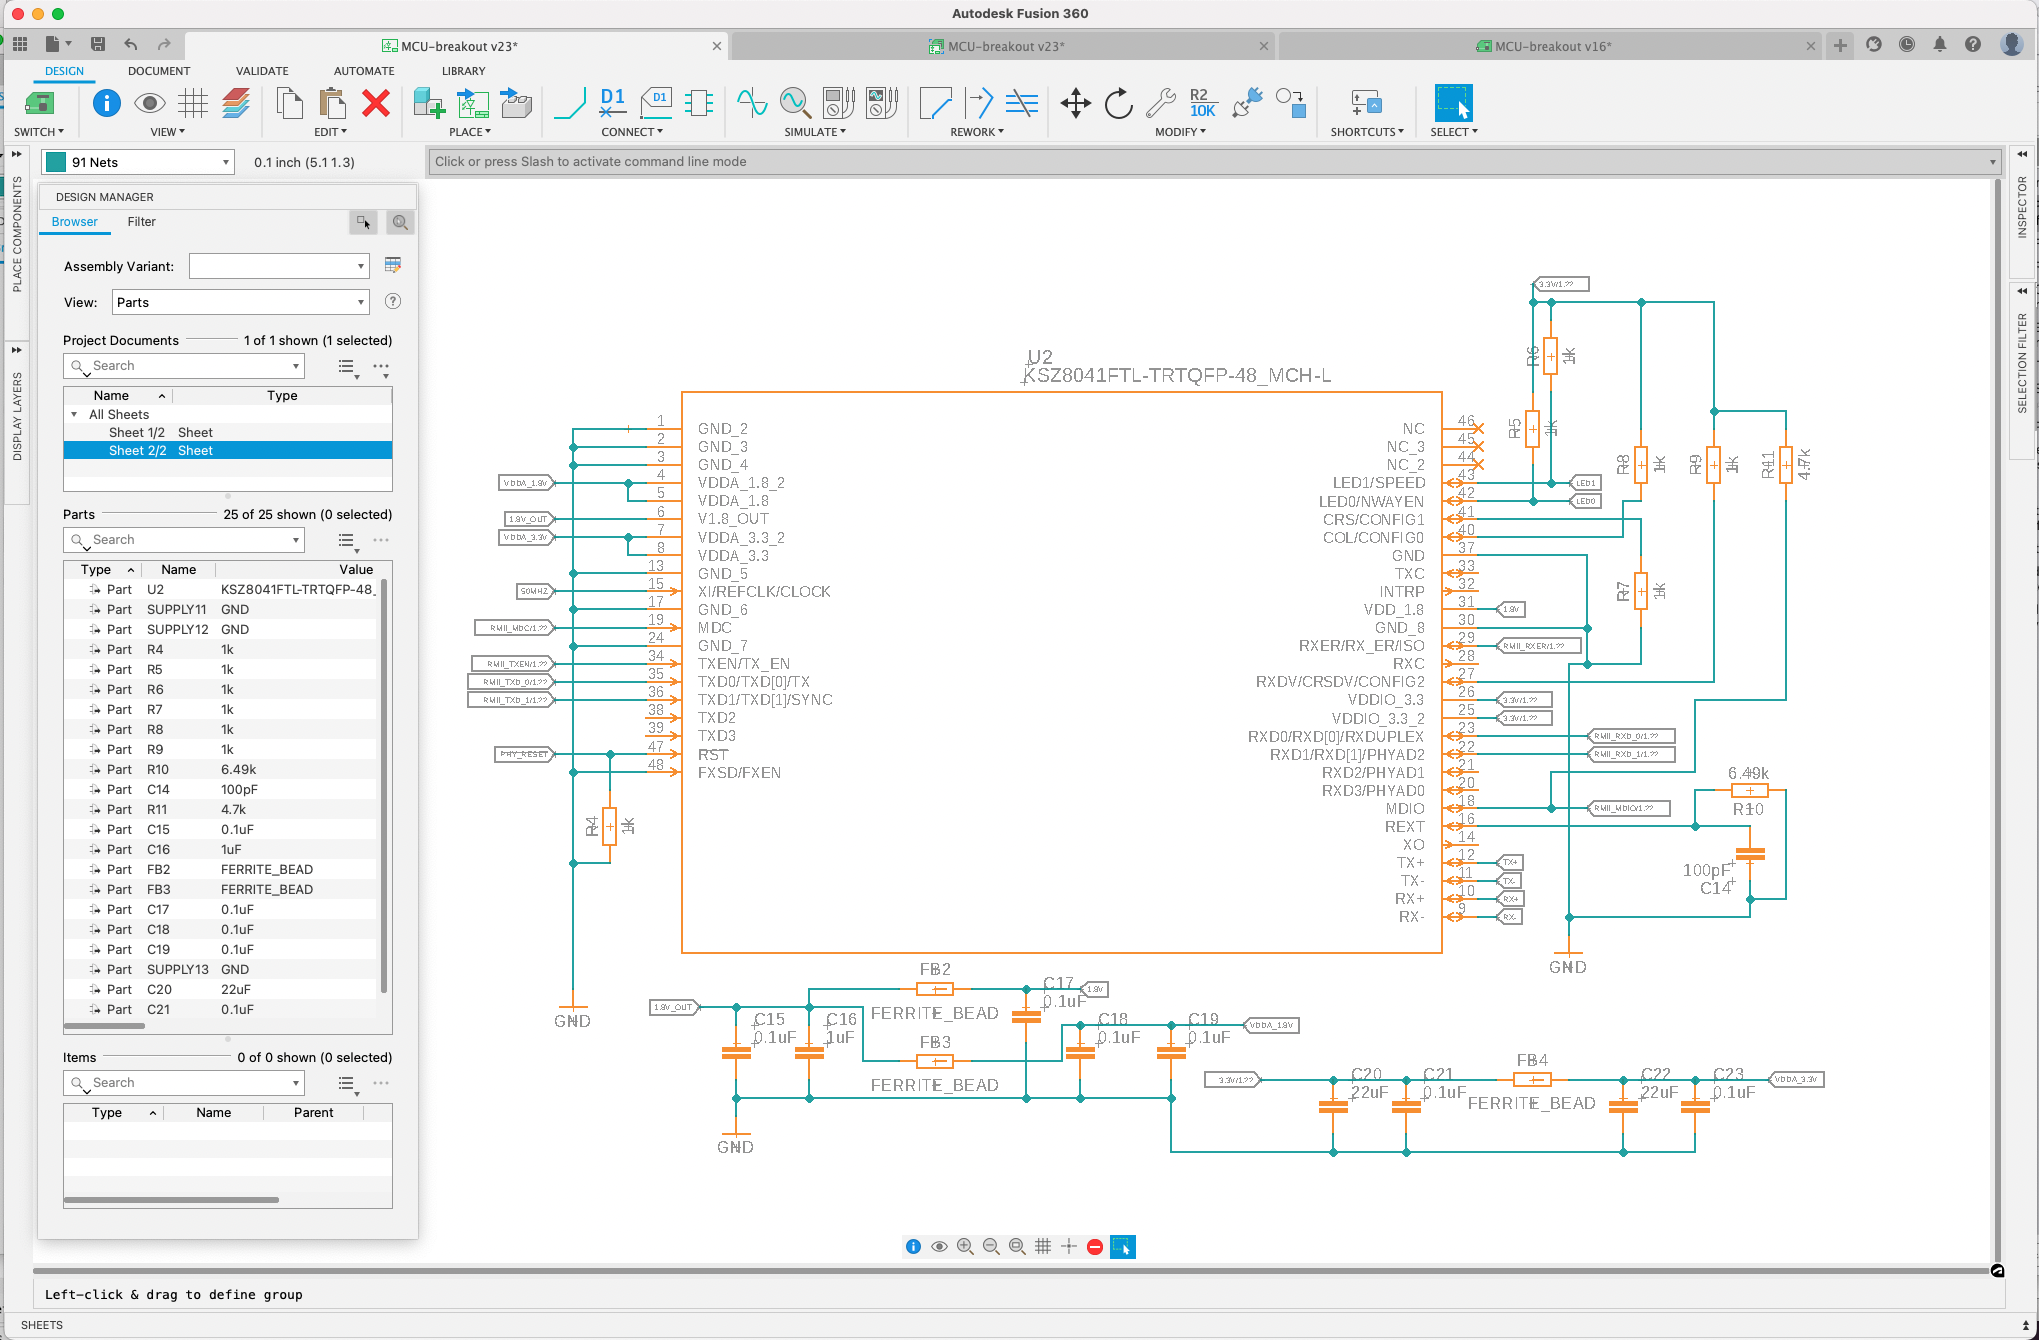 Autodesk Fusion 360
MCU-breakout v23*
MCU-breakout v23*
MCU-breakout v16*
DESIGN
DOCUMENT
VALIDATE
AUTOMATE
LIBRARY
D1
D1
R2
10K
SWITCH
VIEW
EDIT
PLACE
CONNECT
SIMULATE
REWORK
MODIFY
SHORTCUTS
SELECT
91 Nets
0.1 inch (5.1 1.3)
Click or press Slash to activate command line mode
PLACE COMPONENTS
DISPLAY LAYERS
INSPECTOR
SELECTION FILTER
DESIGN MANAGER
Browser
Filter
Assembly Variant:
View:
Parts
Project Documents
1 of 1 shown (1 selected)
Search
Name
Type
All Sheets
Sheet 1/2 Sheet
Sheet 2/2 Sheet
Parts
25 of 25 shown (0 selected)
Search
Type Name Value
Part U2 KSZ8041FTL-TRTQFP-48_
Part SUPPLY11 GND
Part SUPPLY12 GND
Part R4 1k
Part R5 1k
Part R6 1k
Part R7 1k
Part R8 1k
Part R9 1k
Part R10 6.49k
Part C14 100pF
Part R11 4.7k
Part C15 0.1uF
Part C16 1uF
Part FB2 FERRITE_BEAD
Part FB3 FERRITE_BEAD
Part C17 0.1uF
Part C18 0.1uF
Part C19 0.1uF
Part SUPPLY13 GND
Part C20 22uF
Part C21 0.1uF
Items
0 of 0 shown (0 selected)
Search
Type Name Parent
U2
KSZ8041FTL-TRTQFP-48_MCH-L
1 GND_2
2 GND_3
3 GND_4
VDDA_1.8V
4 VDDA_1.8_2
5 VDDA_1.8
1.8V_OUT
6 V1.8_OUT
VDDA_3.3V
7 VDDA_3.3_2
8 VDDA_3.3
13 GND_5
50MHZ
15 XI/REFCLK/CLOCK
17 GND_6
RMII_MDC/1.??
19 MDC
24 GND_7
RMII_TXEN/1.??
34 TXEN/TX_EN
RMII_TXD_0/1.??
35 TXD0/TXD[0]/TX
RMII_TXD_1/1.??
36 TXD1/TXD[1]/SYNC
38 TXD2
39 TXD3
PHY_RESET
47 RST
48 FXSD/FXEN
R4
1k
GND
NC 46
NC_3 45
NC_2 44
LED1/SPEED 43
LED1
LED0/NWAYEN 42
LED0
CRS/CONFIG1 41
COL/CONFIG0 40
GND 37
TXC 33
INTRP 32
VDD_1.8 31
1.8V
GND_8 30
RXER/RX_ER/ISO 29
RMII_RXER/1.??
RXC 28
RXDV/CRSDV/CONFIG2 27
VDDIO_3.3 26
3.3V/1.??
VDDIO_3.3_2 25
3.3V/1.??
RXD0/RXD[0]/RXDUPLEX 23
RMII_RXD_0/1.??
RXD1/RXD[1]/PHYAD2 22
RMII_RXD_1/1.??
RXD2/PHYAD1 21
RXD3/PHYAD0 20
MDIO 18
RMII_MDIO/1.??
REXT 16
XO 14
TX+ 12
TX+
TX- 11
TX-
RX+ 10
RX+
RX- 9
RX-
3.3V/1.??
R6
1k
R5
1k
R8
1k
R9
1k
R11
4.7k
R7
1k
6.49k
R10
100pF
C14
GND
1.8V_OUT
C15
0.1uF
C16
1uF
FB2
FERRITE_BEAD
FB3
FERRITE_BEAD
C17
0.1uF
1.8V
C18
0.1uF
C19
0.1uF
VDDA_1.8V
GND
3.3V/1.??
C20
22uF
C21
0.1uF
FB4
FERRITE_BEAD
C22
22uF
C23
0.1uF
VDDA_3.3V
Left-click & drag to define group
SHEETS